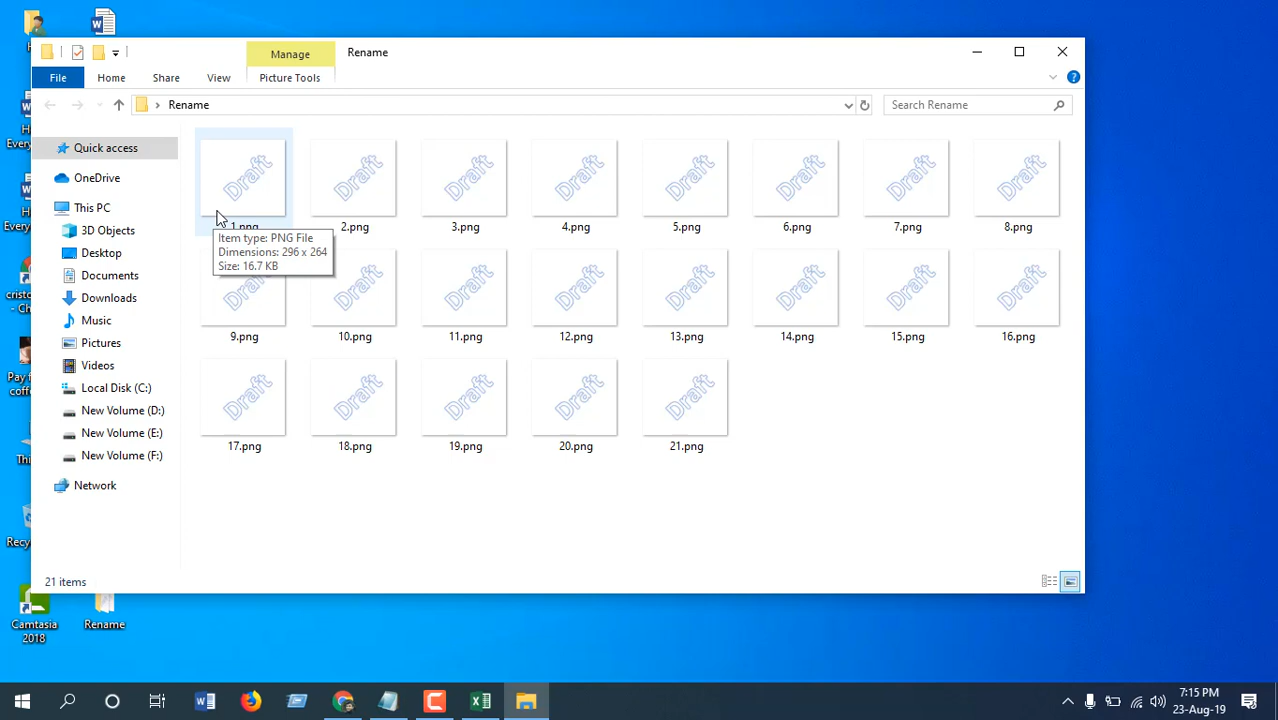 Manage
Rename
File
Home
Share
View
Picture Tools
Rename
Search Rename
Quick access
OneDrive
This PC
3D Objects
Desktop
Documents
Downloads
Music
Pictures
Videos
Local Disk (C:)
New Volume (D:)
New Volume (E:)
New Volume (F:)
Network
Draft Draft Draft Draft Draft Draft Draft Draft
1.png 2.png 3.png 4.png 5.png 6.png 7.png 8.png
Item type: PNG File
Dimensions: 296 x 264
Size: 16.7 KB
Draft Draft Draft Draft Draft Draft Draft Draft
9.png 10.png 11.png 12.png 13.png 14.png 15.png 16.png
Draft Draft Draft Draft Draft
17.png 18.png 19.png 20.png 21.png
21 items
Camtasia
2018
Rename
7:15 PM
23-Aug-19